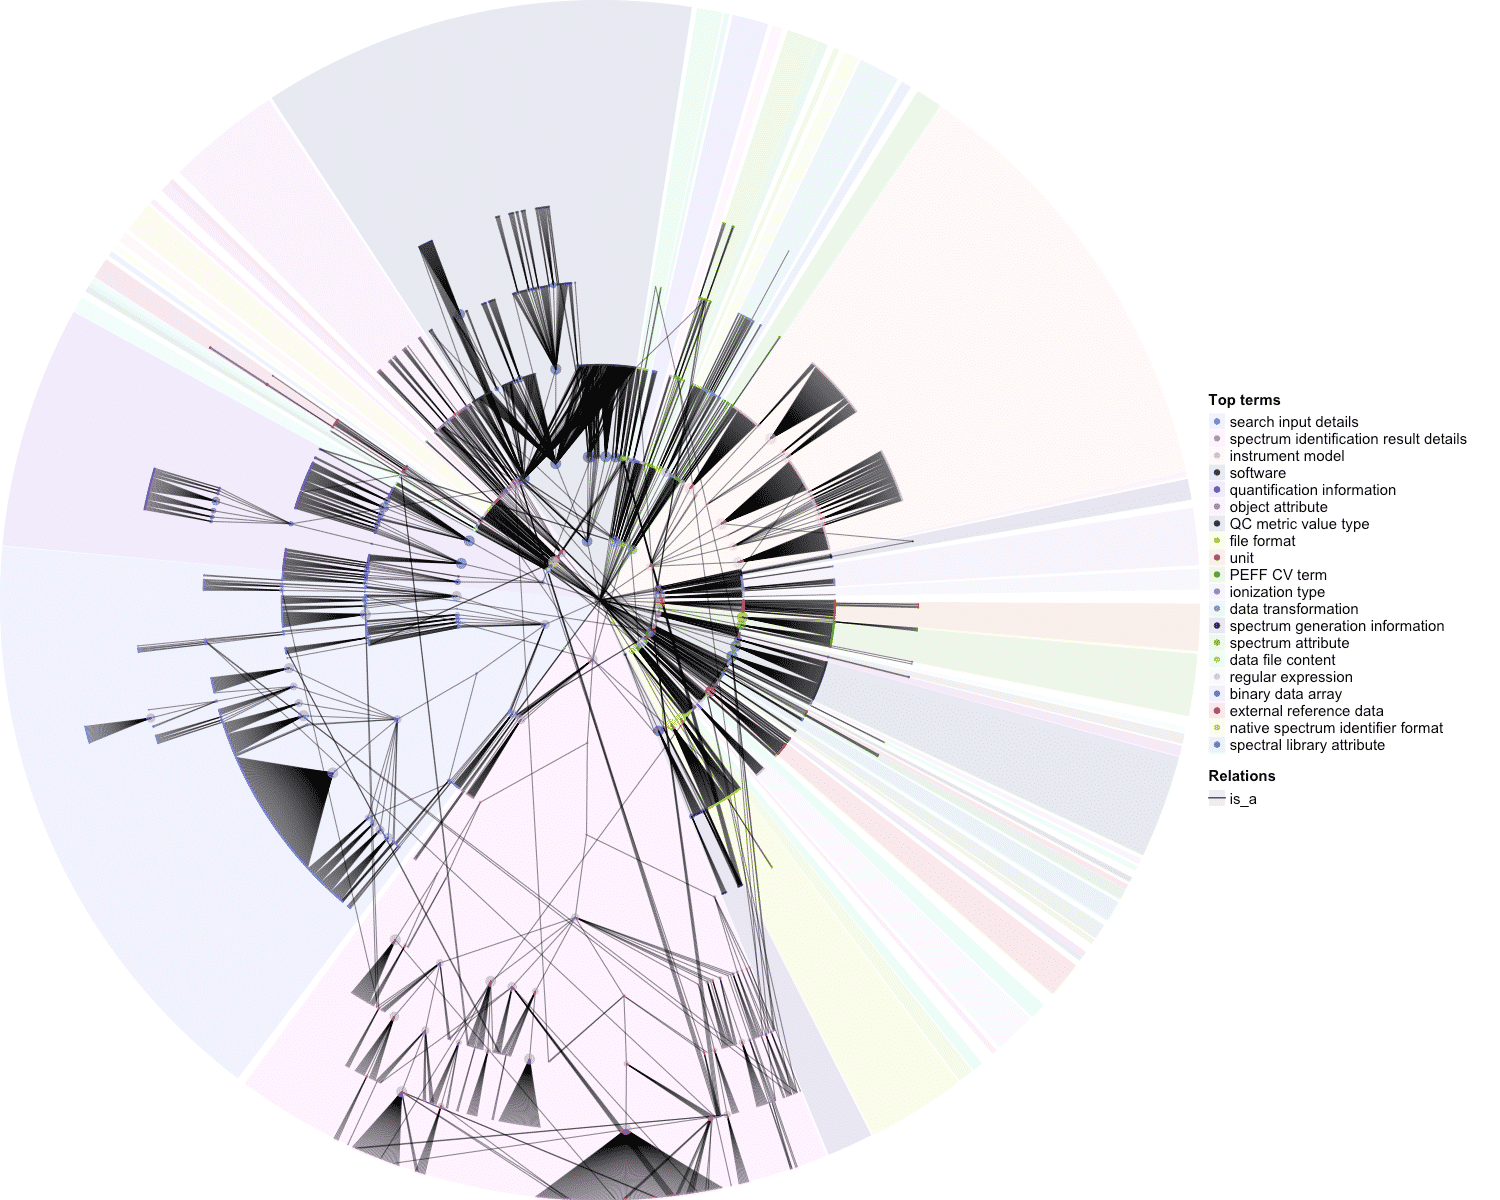 Top terms
search input details
spectrum identification result details
instrument model
software
quantification information
object attribute
QC metric value type
file format
unit
PEFF CV term
ionization type
data transformation
spectrum generation information
spectrum attribute
data file content
regular expression
binary data array
external reference data
native spectrum identifier format
spectral library attribute
Relations
is_a